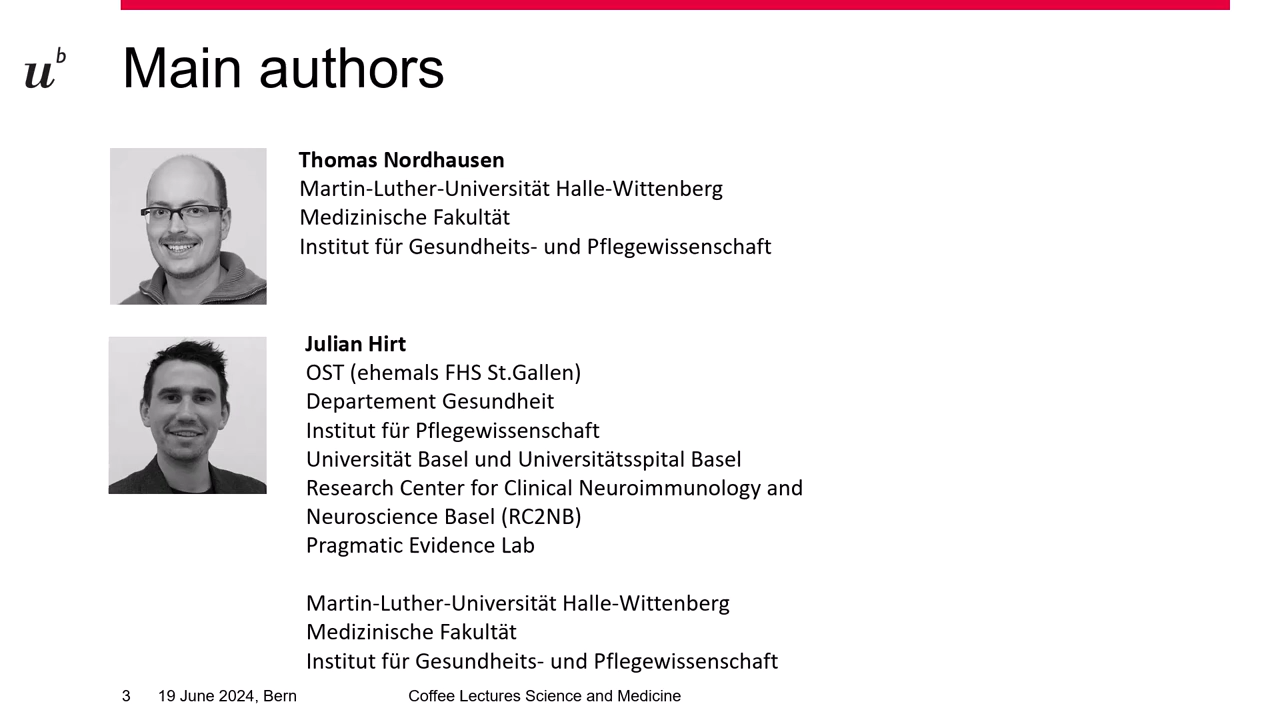 u b
Main authors
Thomas Nordhausen
Martin-Luther-Universität Halle-Wittenberg
Medizinische Fakultät
Institut für Gesundheits- und Pflegewissenschaft
Julian Hirt
OST (ehemals FHS St.Gallen)
Departement Gesundheit
Institut für Pflegewissenschaft
Universität Basel und Universitätsspital Basel
Research Center for Clinical Neuroimmunology and
Neuroscience Basel (RC2NB)
Pragmatic Evidence Lab
Martin-Luther-Universität Halle-Wittenberg
Medizinische Fakultät
Institut für Gesundheits- und Pflegewissenschaft
3 19 June 2024, Bern Coffee Lectures Science and Medicine